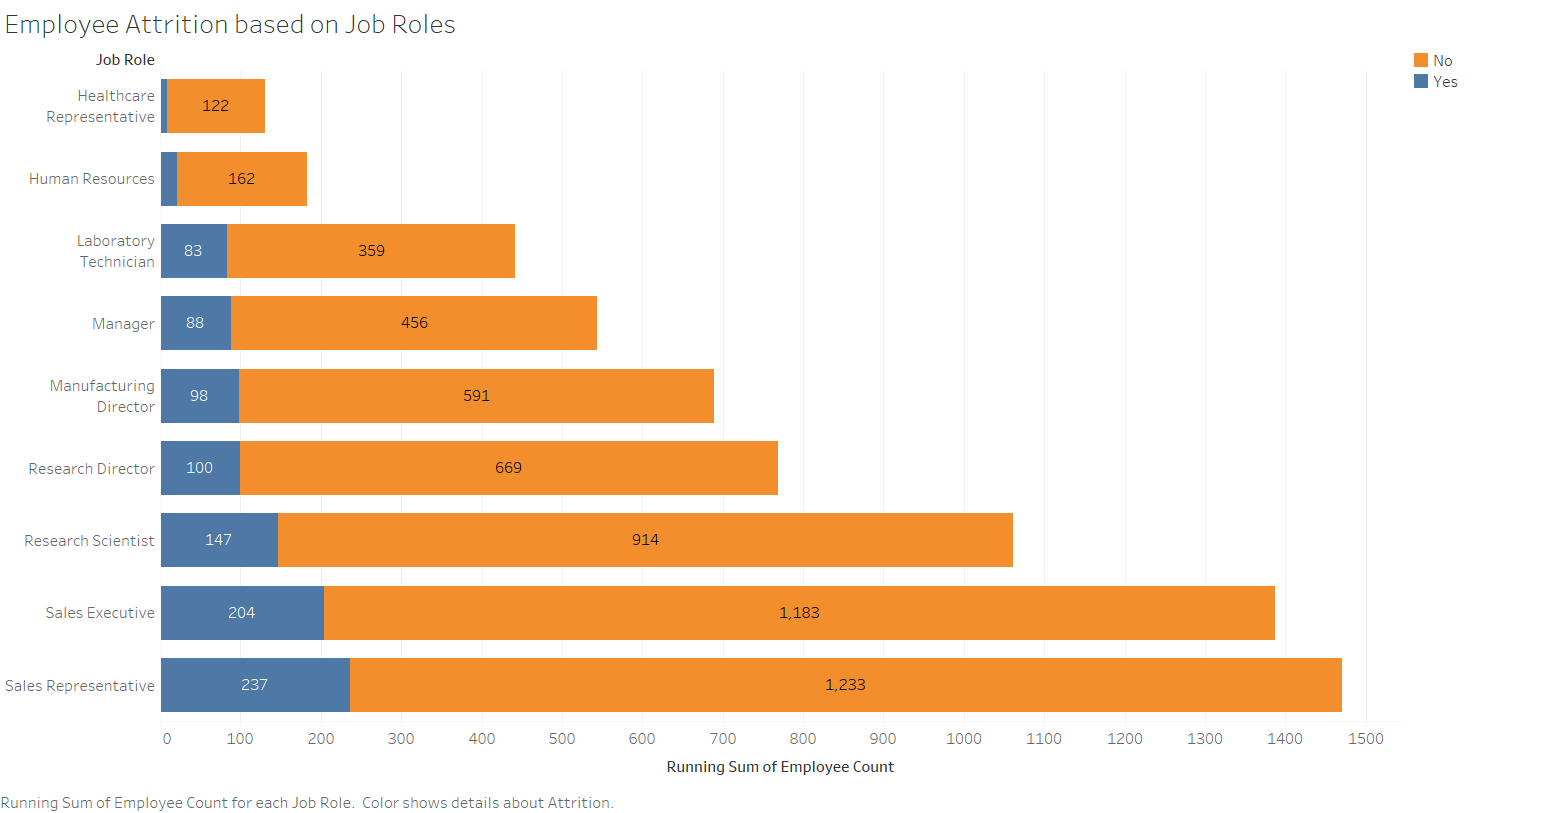 Employee Attrition based on Job Roles
Job Role
No
Yes
Healthcare
Representative
122
Human Resources
162
Laboratory
Technician
83
359
Manager
88
456
Manufacturing
Director
98
591
Research Director
100
669
Research Scientist
147
914
Sales Executive
204
1,183
Sales Representative
237
1,233
0 100 200 300 400 500 600 700 800 900 1000 1100 1200 1300 1400 1500
Running Sum of Employee Count
Running Sum of Employee Count for each Job Role.  Color shows details about Attrition.